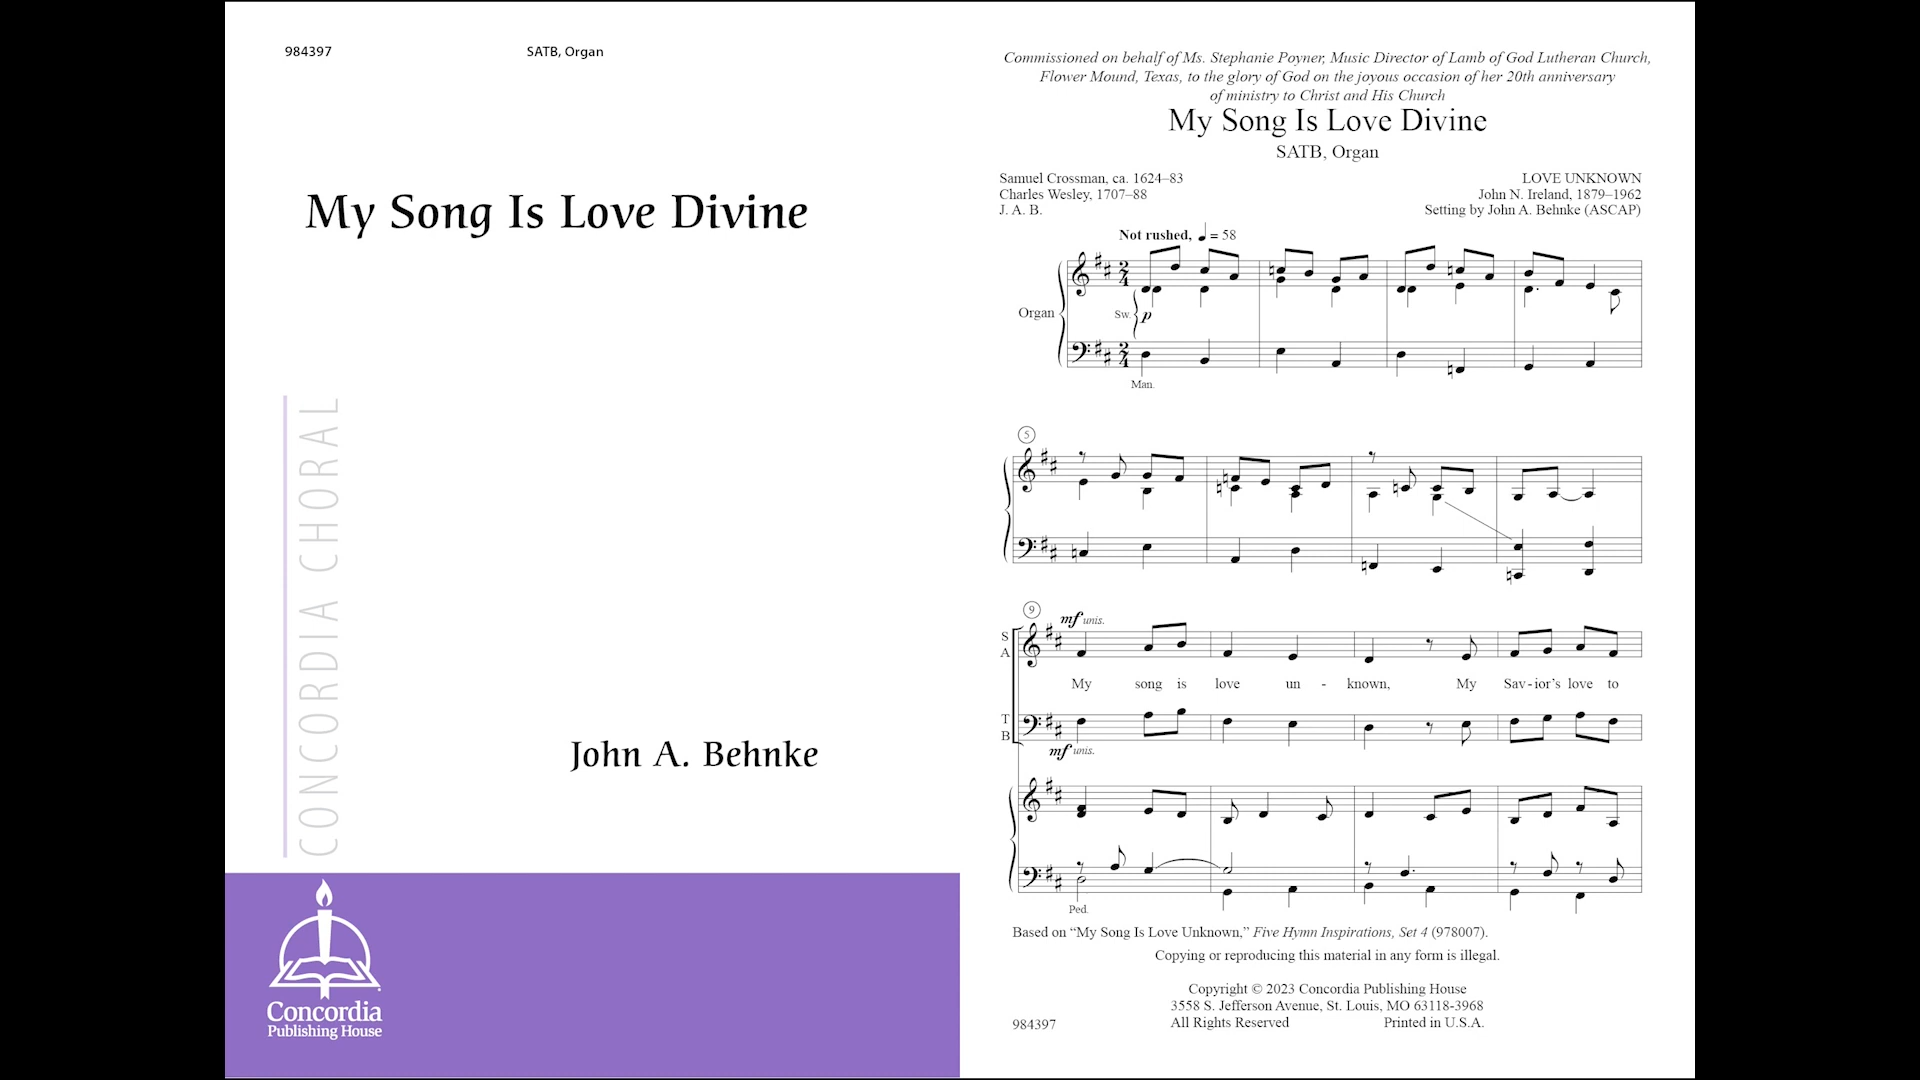 984397
SATB, Organ
My Song Is Love Divine
CONCORDIA CHORAL
John A. Behnke
Concordia
Publishing House
Commissioned on behalf of Ms. Stephanie Poyner, Music Director of Lamb of God Lutheran Church,
Flower Mound, Texas, to the glory of God on the joyous occasion of her 20th anniversary
of ministry to Christ and His Church
My Song Is Love Divine
SATB, Organ
Samuel Crossman, ca. 1624–83
Charles Wesley, 1707–88
J. A. B.
LOVE UNKNOWN
John N. Ireland, 1879–1962
Setting by John A. Behnke (ASCAP)
Not rushed, ♩ = 58
Organ
Sw.
p
Man.
5
9
mf unis.
S
A
My song is love un - known, My Sav - ior's love to
T
B
mf unis.
Ped.
Based on “My Song Is Love Unknown,” Five Hymn Inspirations, Set 4 (978007).
Copying or reproducing this material in any form is illegal.
Copyright © 2023 Concordia Publishing House
3558 S. Jefferson Avenue, St. Louis, MO 63118-3968
All Rights Reserved Printed in U.S.A.
984397